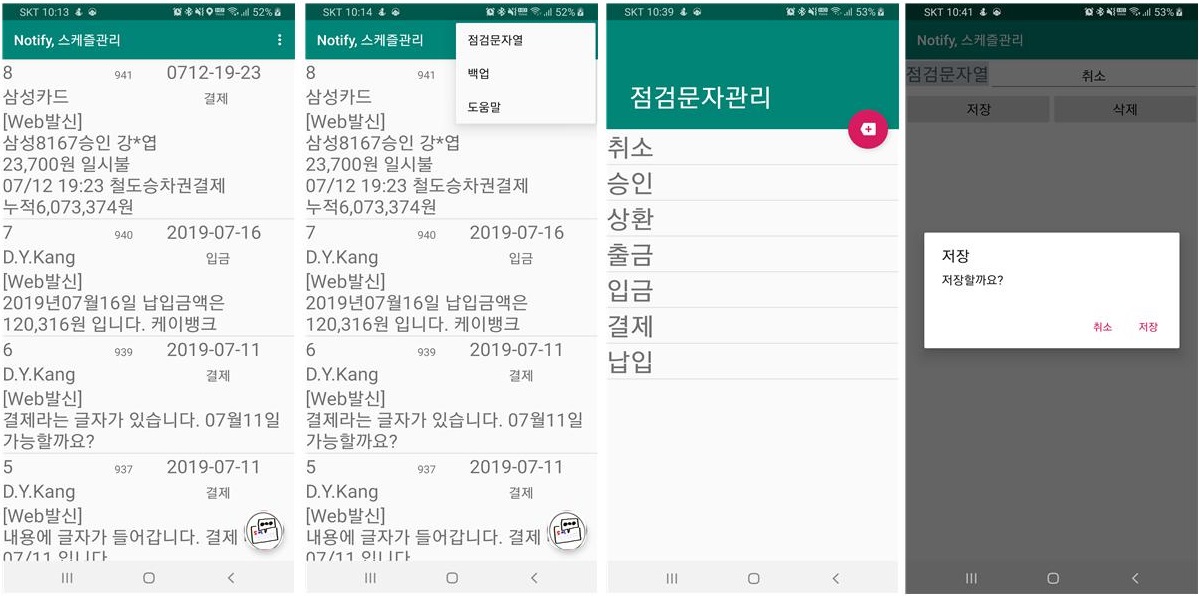 SKT 10:13 52%
Notify, 스케줄관리
8 941 0712-19-23
삼성카드 결제
[Web발신]
삼성8167승인 강*엽
23,700원 일시불
07/12 19:23 철도승차권결제
누적6,073,374원
7 940 2019-07-16
D.Y.Kang 입금
[Web발신]
2019년07월16일 납입금액은
120,316원 입니다. 케이뱅크
6 939 2019-07-11
D.Y.Kang 결제
[Web발신]
결제라는 글자가 있습니다. 07월11일
가능할까요?
5 937 2019-07-11
D.Y.Kang 결제
[Web발신]
내용에 글자가 들어갑니다. 결제
07/11 입니다
SKT 10:14 52%
Notify, 스케줄관리
점검문자열
백업
도움말
8 941
삼성카드
[Web발신]
삼성8167승인 강*엽
23,700원 일시불
07/12 19:23 철도승차권결제
누적6,073,374원
7 940 2019-07-16
D.Y.Kang 입금
[Web발신]
2019년07월16일 납입금액은
120,316원 입니다. 케이뱅크
6 939 2019-07-11
D.Y.Kang 결제
[Web발신]
결제라는 글자가 있습니다. 07월11일
가능할까요?
5 937 2019-07-11
D.Y.Kang 결제
[Web발신]
내용에 글자가 들어갑니다. 결제
07/11 입니다
SKT 10:39 53%
점검문자관리
취소
승인
상환
출금
입금
결제
납입
SKT 10:41 53%
Notify, 스케줄관리
점검문자열 취소
저장 삭제
저장
저장할까요?
취소 저장